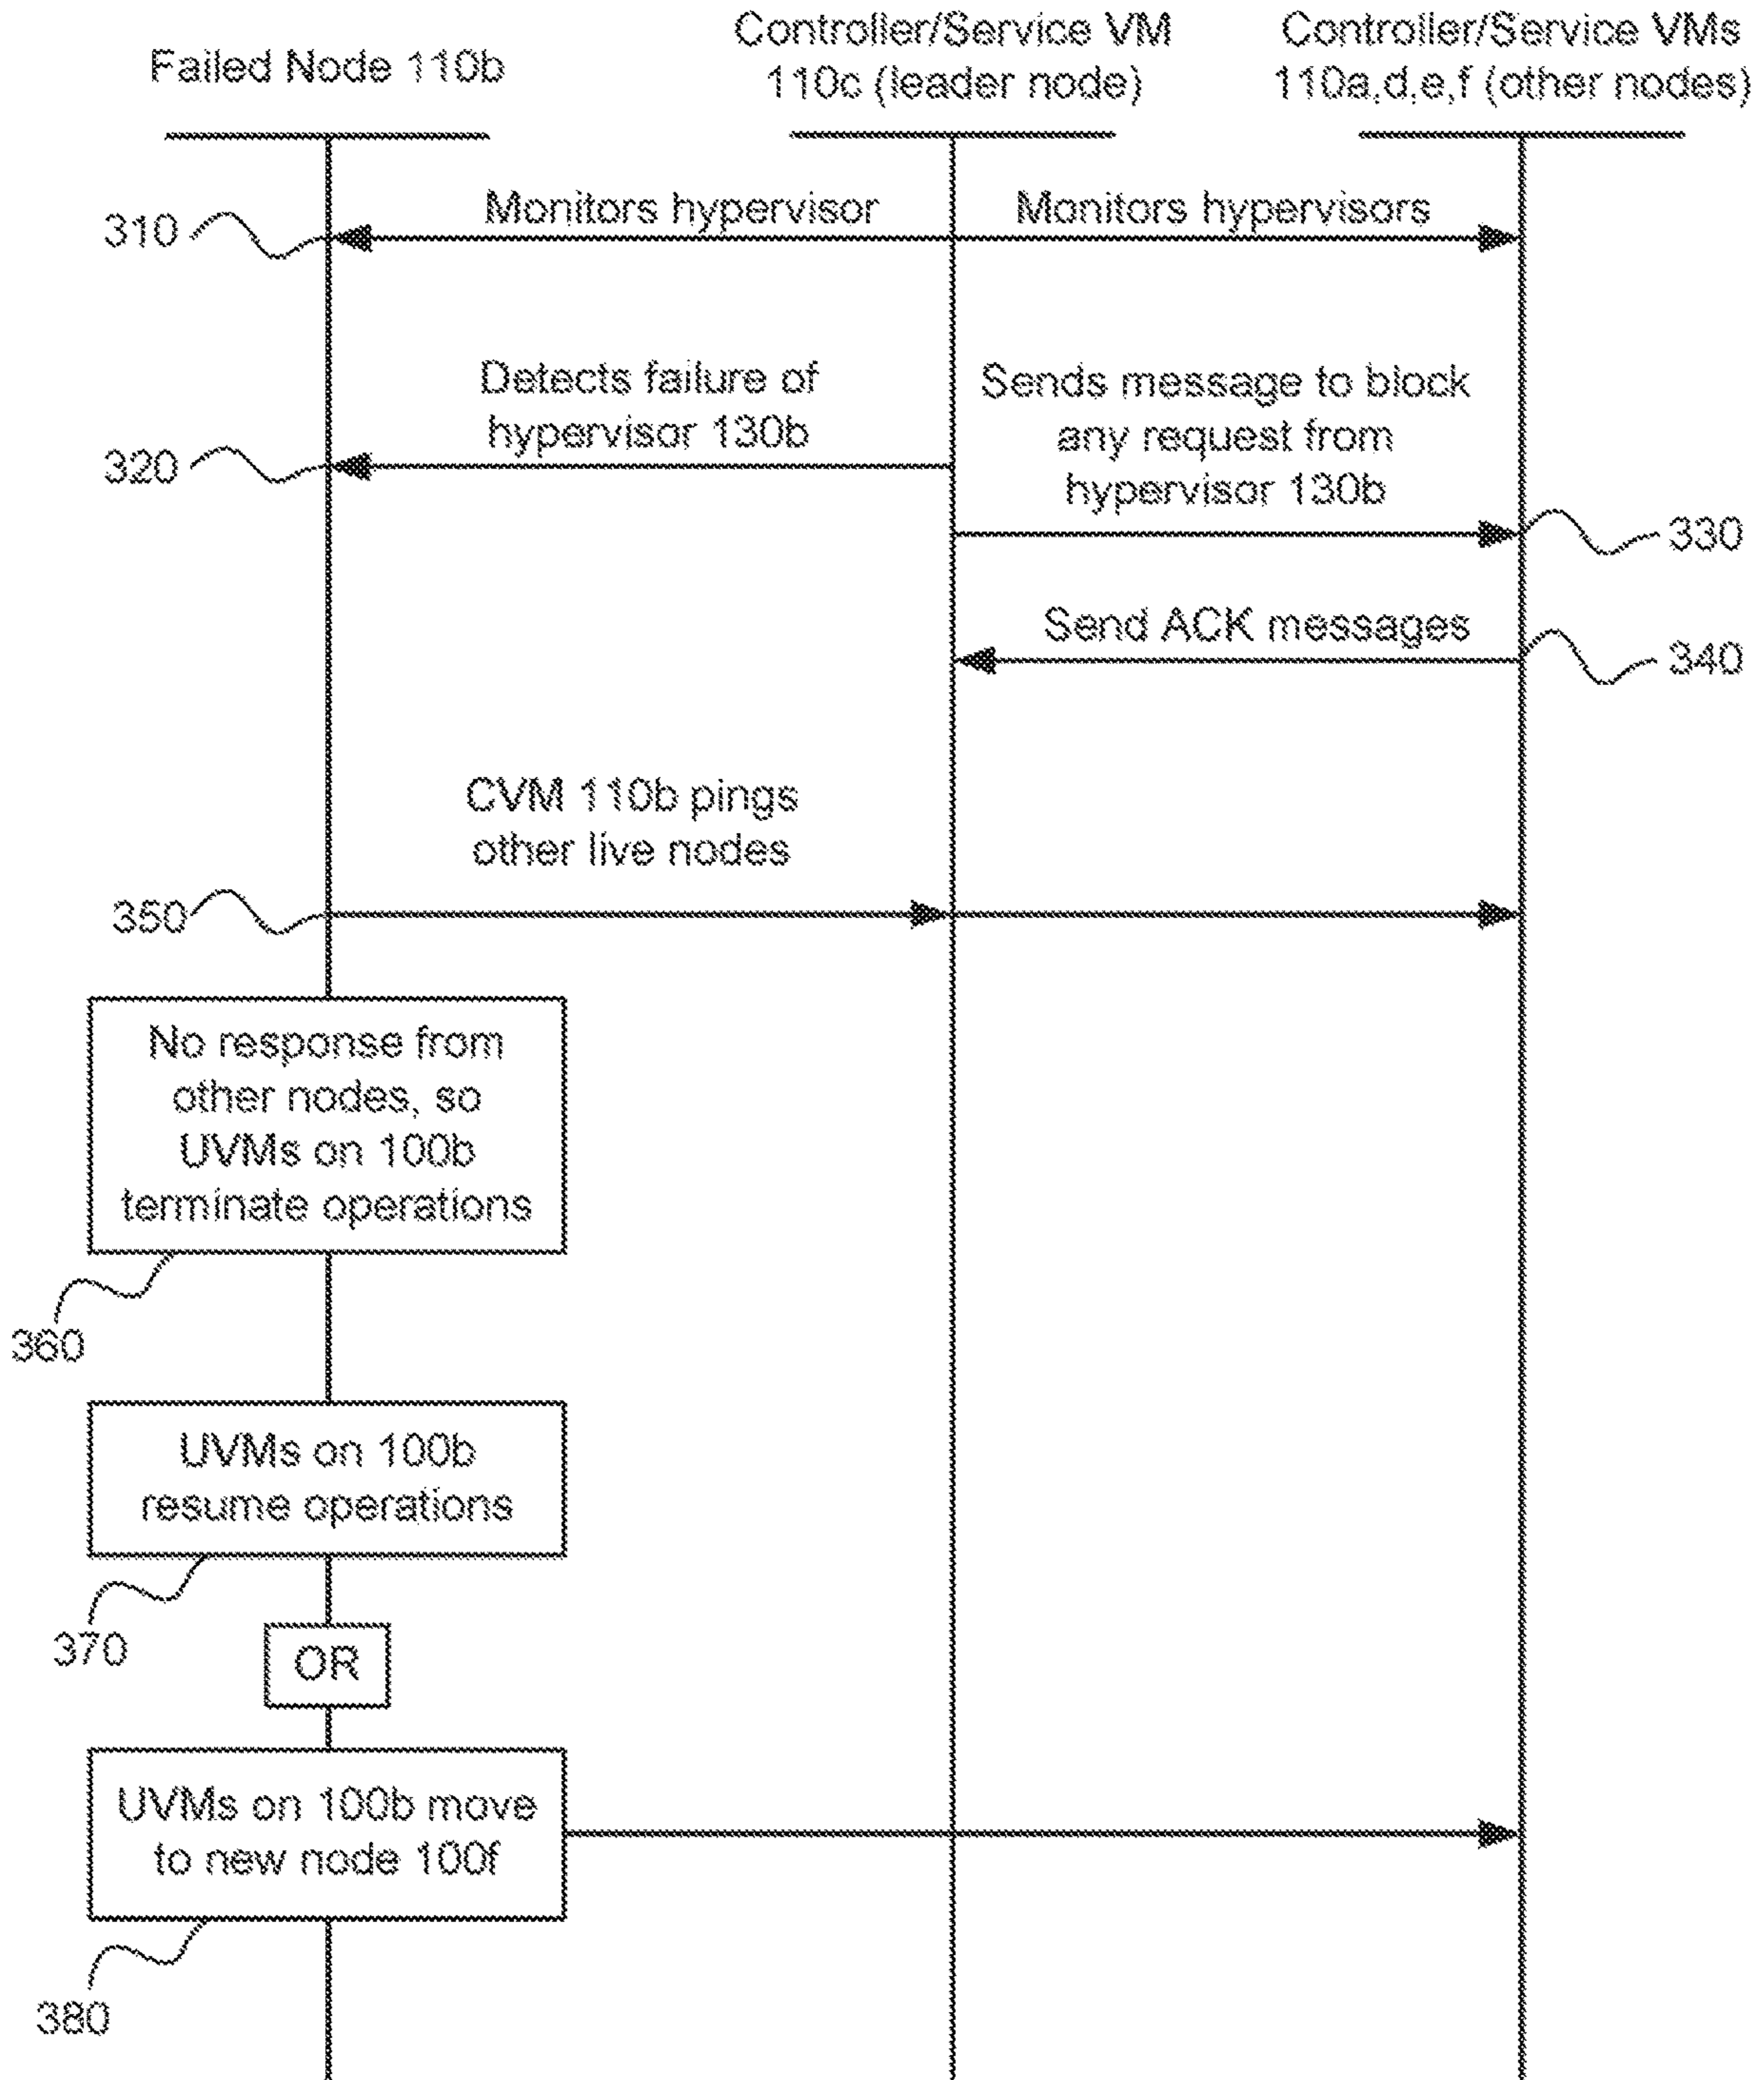 Failed Node 110b
Controller/Service VM
110c (leader node)
Controller/Service VMs
110a,d,e,f (other nodes)
310
Monitors hypervisor
Monitors hypervisors
320
Detects failure of
hypervisor 130b
Sends message to block
any request from
hypervisor 130b
330
Send ACK messages
340
CVM 110b pings
other live nodes
350
No response from
other nodes, so
UVMs on 100b
terminate operations
360
UVMs on 100b
resume operations
370
OR
UVMs on 100b move
to new node 100f
380